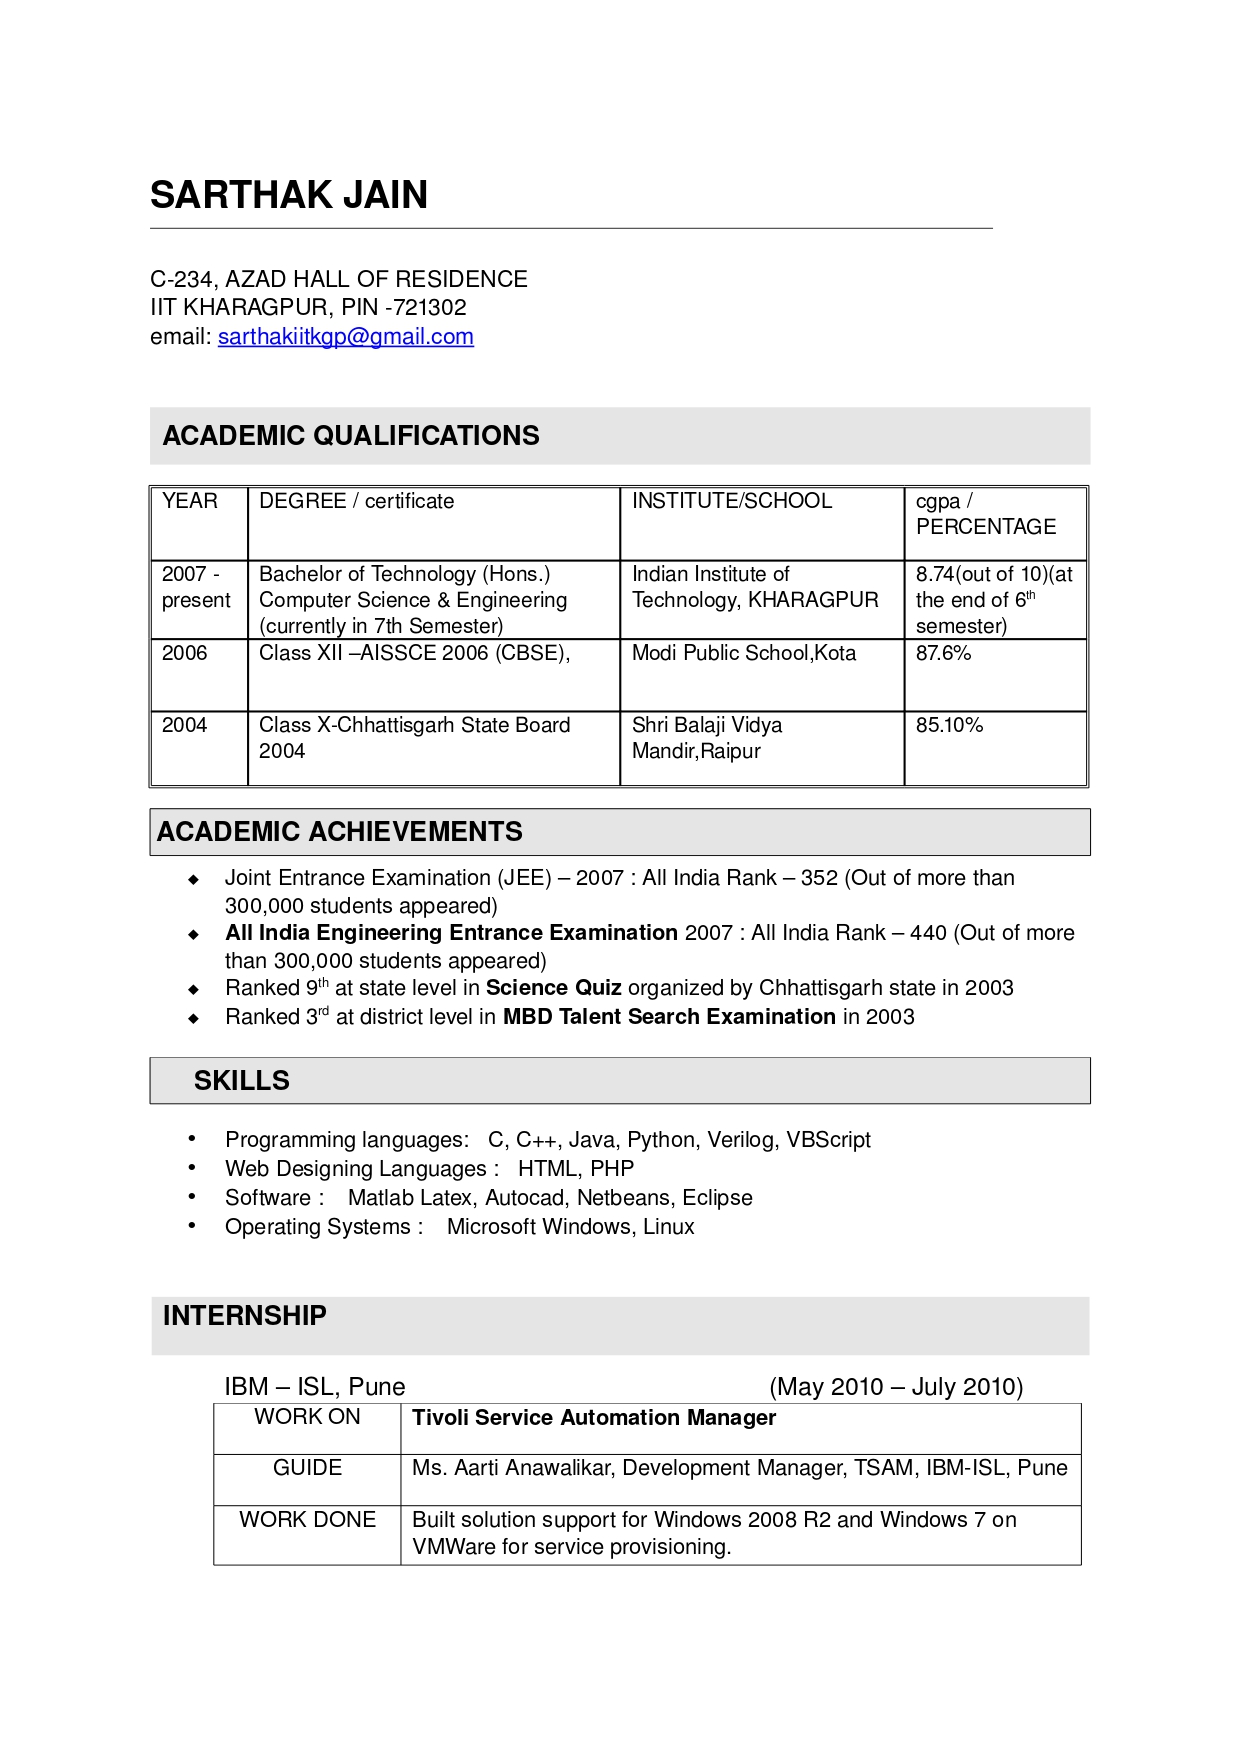 SARTHAK JAIN
C-234, AZAD HALL OF RESIDENCE
IIT KHARAGPUR, PIN -721302
email: sarthakiitkgp@gmail.com
ACADEMIC QUALIFICATIONS
YEAR DEGREE / certificate INSTITUTE/SCHOOL cgpa /
PERCENTAGE
2007 - Bachelor of Technology (Hons.) Indian Institute of 8.74(out of 10)(at
present Computer Science & Engineering Technology, KHARAGPUR the end of 6th
(currently in 7th Semester) semester)
2006 Class XII –AISSCE 2006 (CBSE), Modi Public School,Kota 87.6%
2004 Class X-Chhattisgarh State Board Shri Balaji Vidya 85.10%
2004 Mandir,Raipur
ACADEMIC ACHIEVEMENTS
◆ Joint Entrance Examination (JEE) – 2007 : All India Rank – 352 (Out of more than
300,000 students appeared)
◆ All India Engineering Entrance Examination 2007 : All India Rank – 440 (Out of more
than 300,000 students appeared)
◆ Ranked 9th at state level in Science Quiz organized by Chhattisgarh state in 2003
◆ Ranked 3rd at district level in MBD Talent Search Examination in 2003
SKILLS
• Programming languages: C, C++, Java, Python, Verilog, VBScript
• Web Designing Languages : HTML, PHP
• Software : Matlab Latex, Autocad, Netbeans, Eclipse
• Operating Systems : Microsoft Windows, Linux
INTERNSHIP
IBM – ISL, Pune (May 2010 – July 2010)
WORK ON Tivoli Service Automation Manager
GUIDE Ms. Aarti Anawalikar, Development Manager, TSAM, IBM-ISL, Pune
WORK DONE Built solution support for Windows 2008 R2 and Windows 7 on
VMWare for service provisioning.